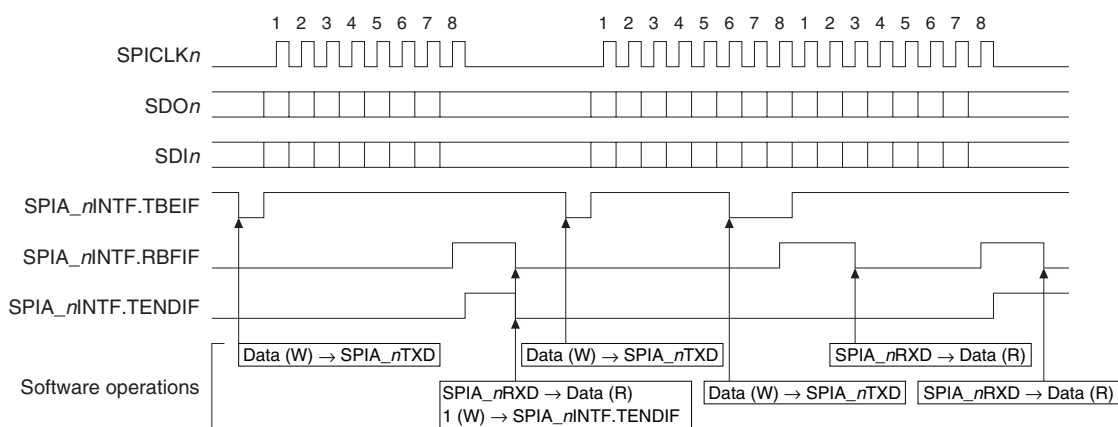 1 2 3 4 5 6 7 8 1 2 3 4 5 6 7 8 1 2 3 4 5 6 7 8
SPICLKn
SDOn
SDIn
SPIA_nINTF.TBEIF
SPIA_nINTF.RBFIF
SPIA_nINTF.TENDIF
Software operations
Data (W) → SPIA_nTXD
Data (W) → SPIA_nTXD
SPIA_nRXD → Data (R)
SPIA_nRXD → Data (R)
1 (W) → SPIA_nINTF.TENDIF
Data (W) → SPIA_nTXD
SPIA_nRXD → Data (R)